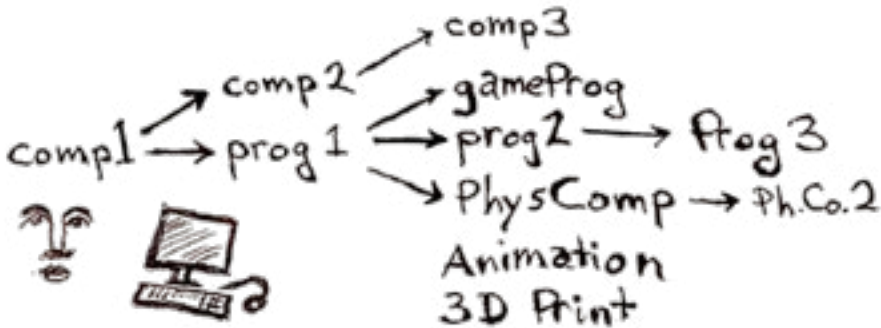 comp3
comp2
gameProg
comp1 prog1 prog2 Prog3
PhysComp Ph.Co.2
Animation
3D Print